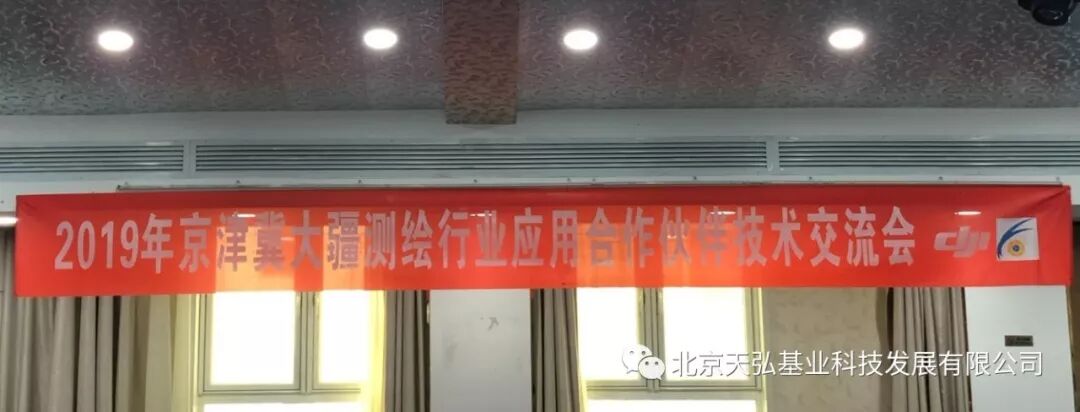 2019年京津冀大疆测绘行业应用合作伙伴技术交流会 dji
北京天弘基业科技发展有限公司